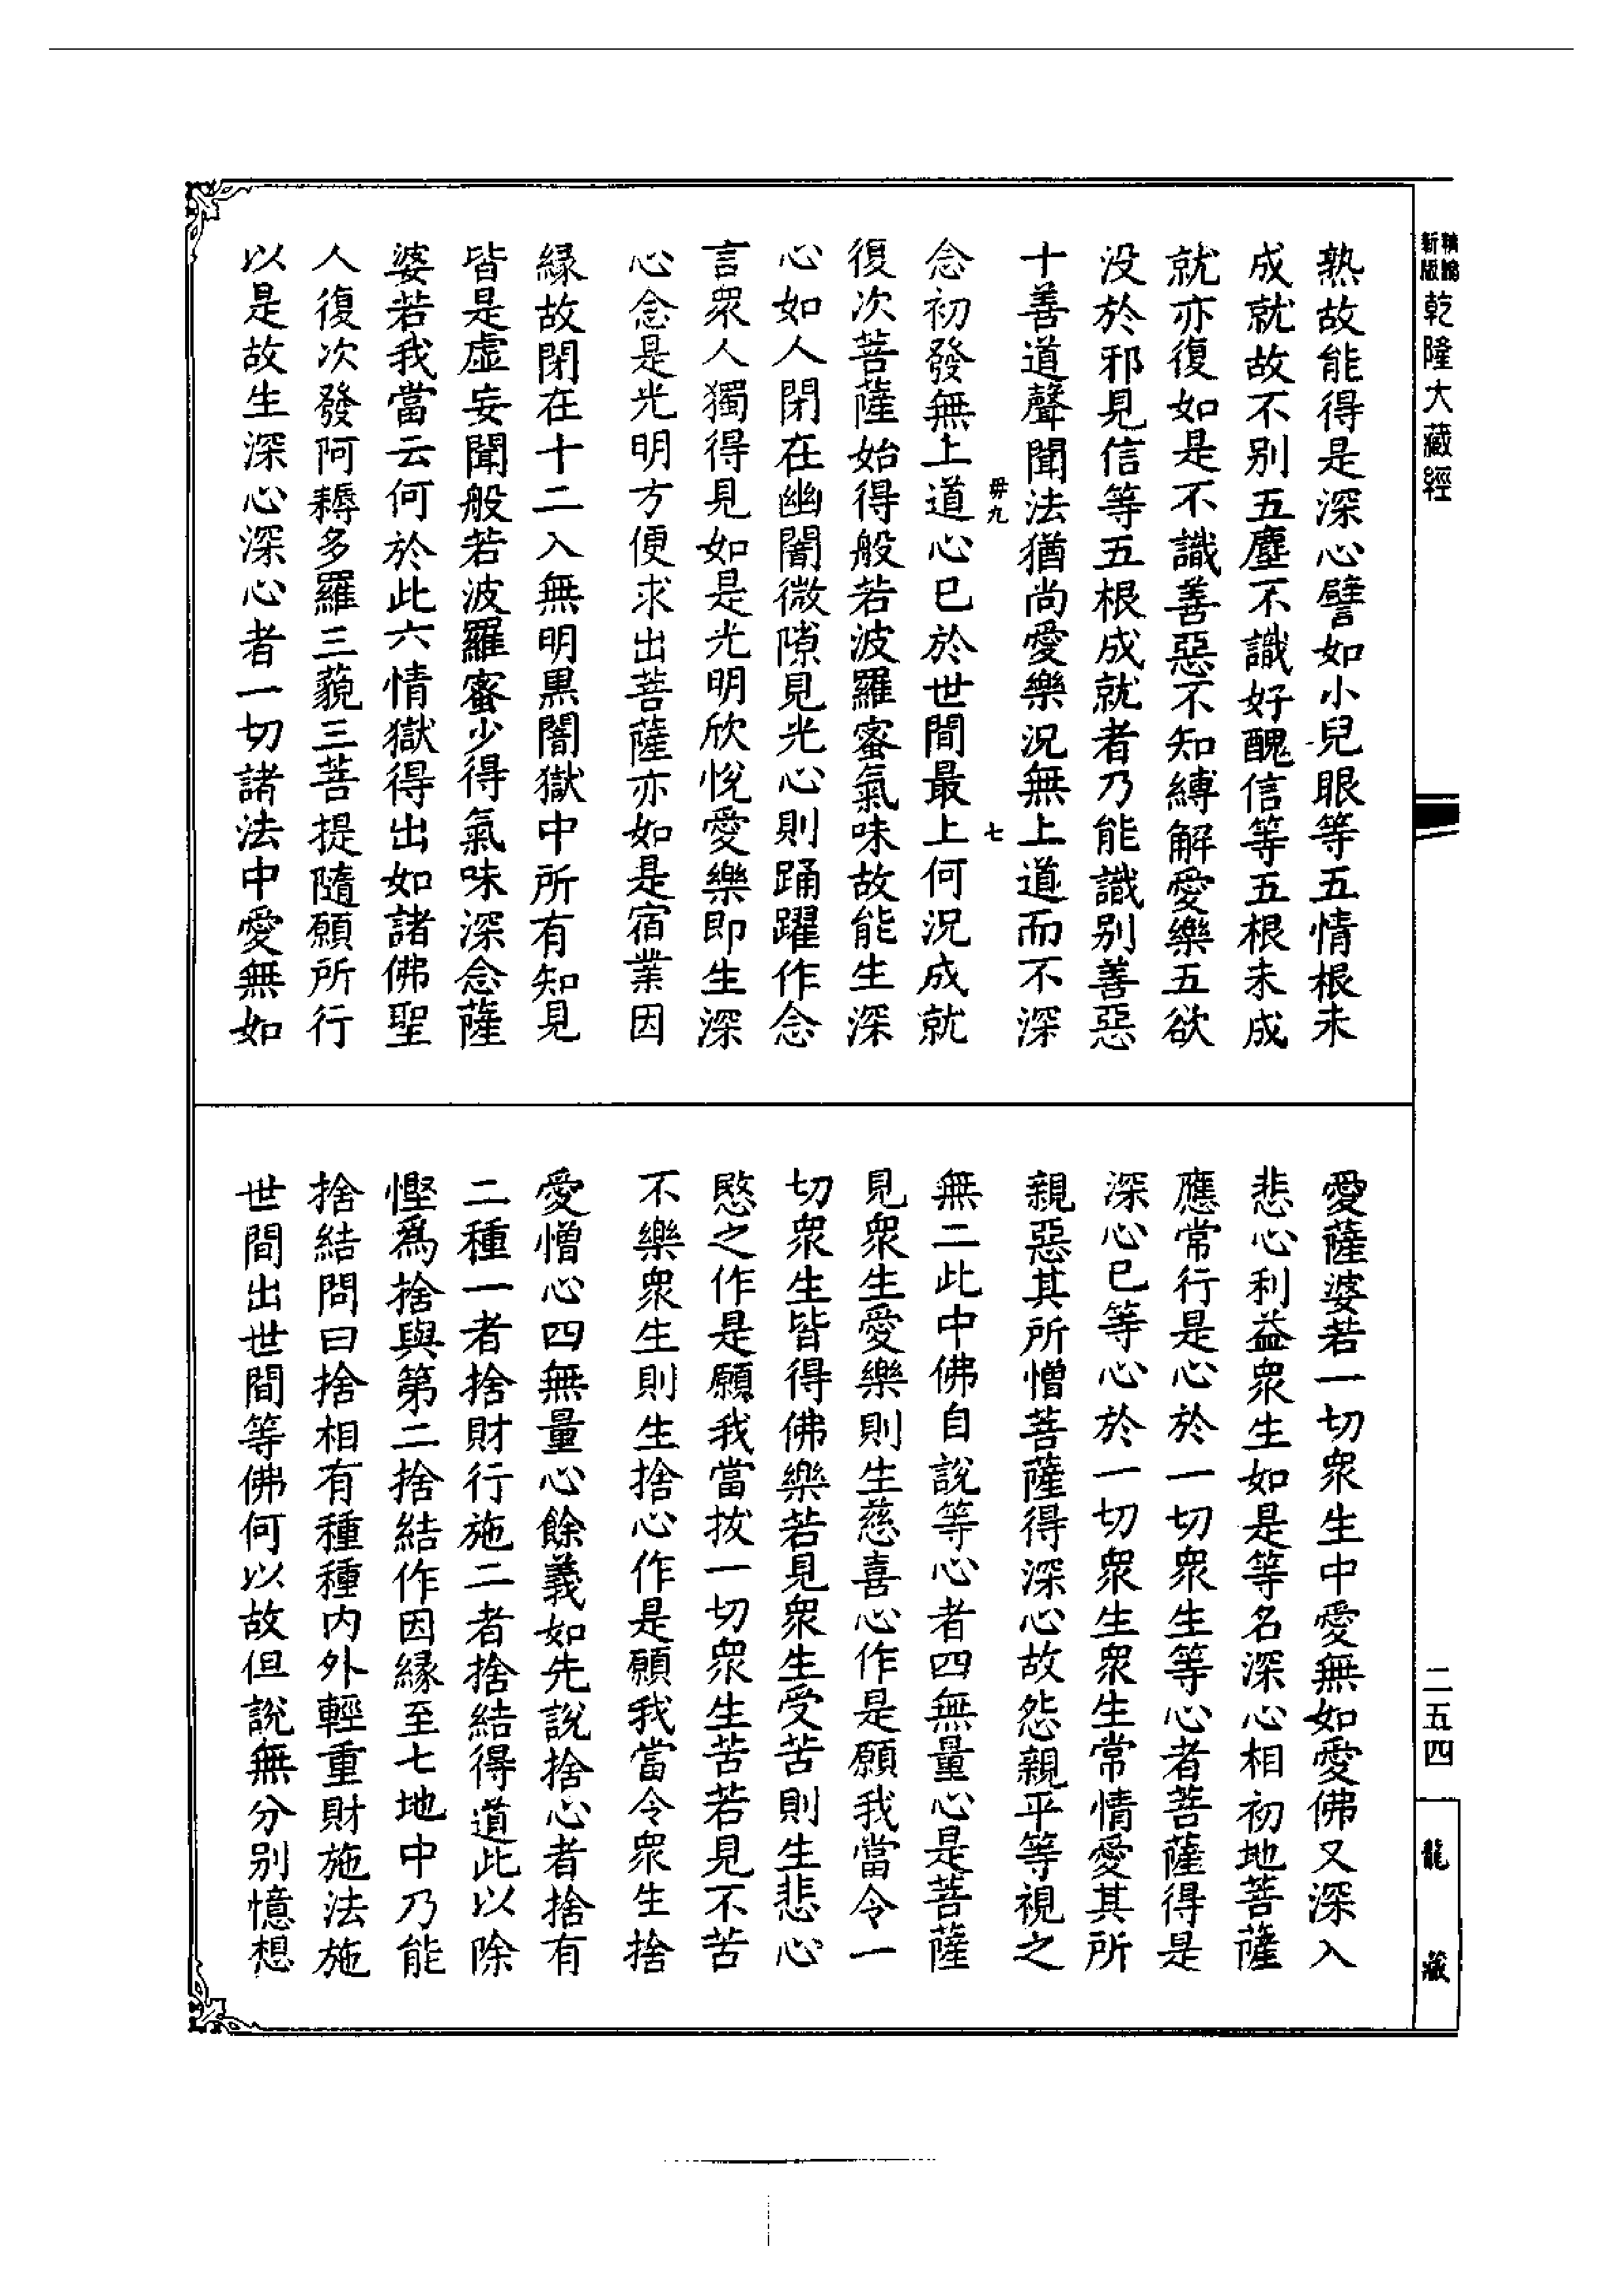 新版
乾隆大藏經
熟故能得是深心譬如小兒眼等五情根未
成就故不別五塵不識好醜信等五根未成
就亦復如是不識善惡不知縛解愛樂五欲
没於邪見信等五根成就者乃能識別善惡
十善道聲聞法猶尚愛樂況無上道而不深
毋九
七
念初發無上道心已於世間最上何況成就
復次菩薩始得般若波羅蜜氣味故能生深
心如人閉在幽闇微隙見光心則踊躍作念
言衆人獨得見如是光明欣悅愛樂即生深
心念是光明方便求出菩薩亦如是宿業因
緣故閉在十二入無明黒闇獄中所有知見
皆是虛妄聞般若波羅蜜少得氣味深念薩
婆若我當云何於此六情獄得出如諸佛聖
人復次發阿耨多羅三藐三菩提隨願所行
以是故生深心深心者一切諸法中愛無如
愛薩婆若一切衆生中愛無如愛佛又深入
悲心利益衆生如是等名深心相初地菩薩
應常行是心於一切衆生等心者菩薩得是
深心已等心於一切衆生衆生常情愛其所
親惡其所憎菩薩得深心故怨親平等視之
無二此中佛自說等心者四無量心是菩薩
見衆生愛樂則生慈喜心作是願我當令一
切衆生皆得佛樂若見衆生受苦則生悲心
愍之作是願我當拔一切衆生苦若見不苦
不樂衆生則生捨心作是願我當令衆生捨
愛憎心四無量心餘義如先說捨心者捨有
二種一者捨財行施二者捨結得道此以除
慳爲捨與第二捨結作因緣至七地中乃能
捨結問曰捨相有種種内外輕重財施法施
世間出世間等佛何以故但說無分別憶想
二五四
龍藏